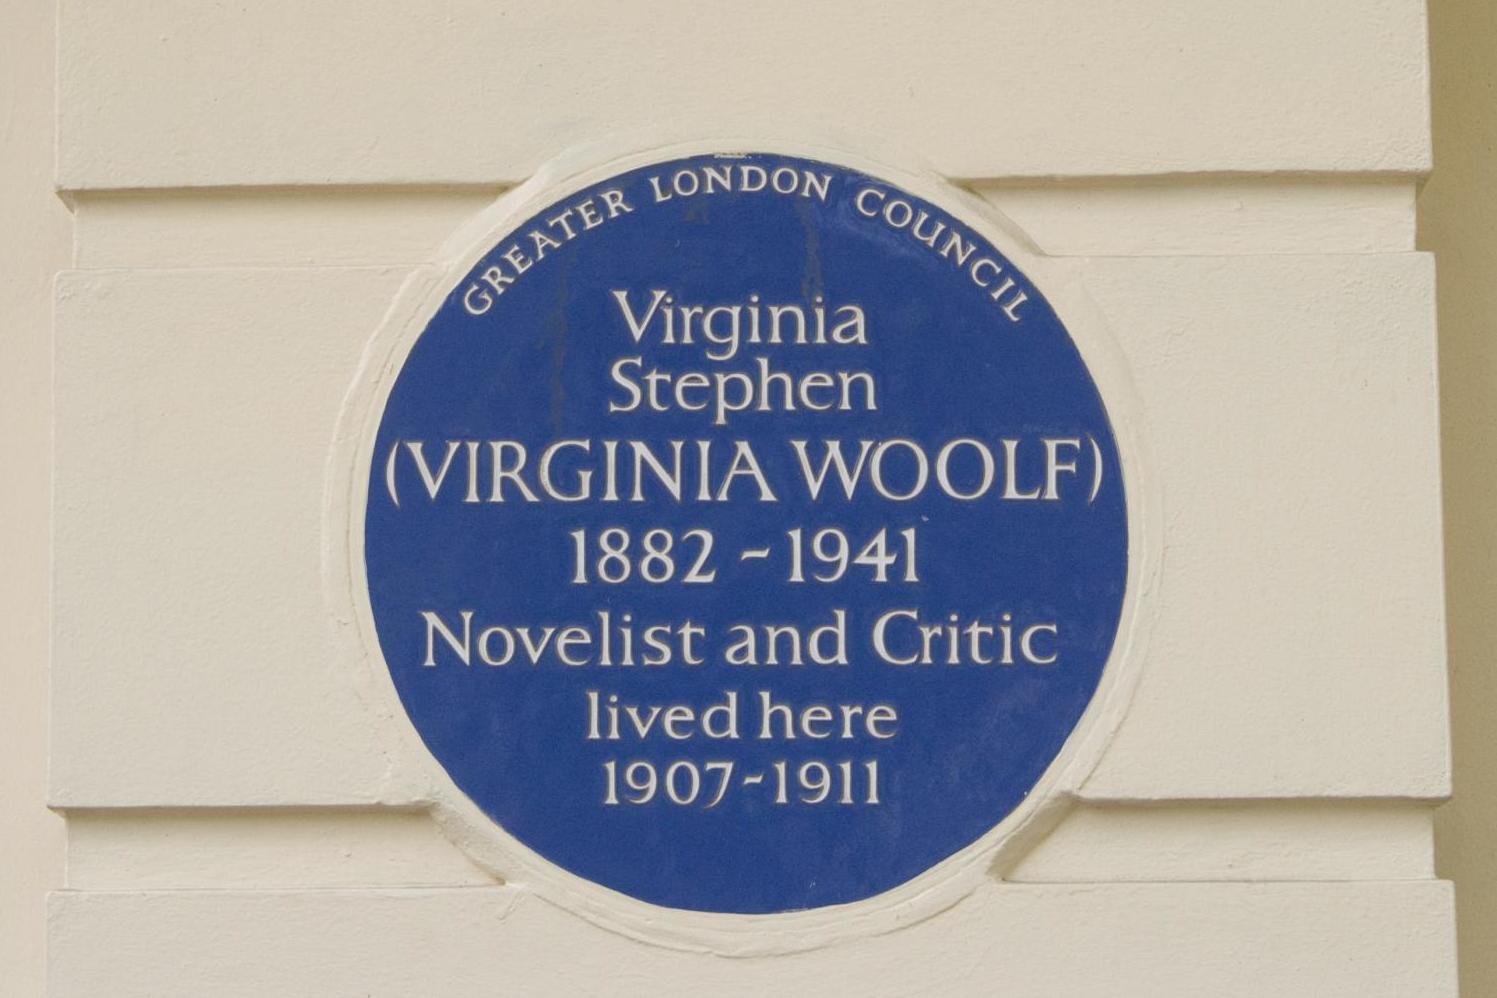 GREATER LONDON COUNCIL
Virginia
Stephen
(VIRGINIA WOOLF)
1882 - 1941
Novelist and Critic
lived here
1907-1911